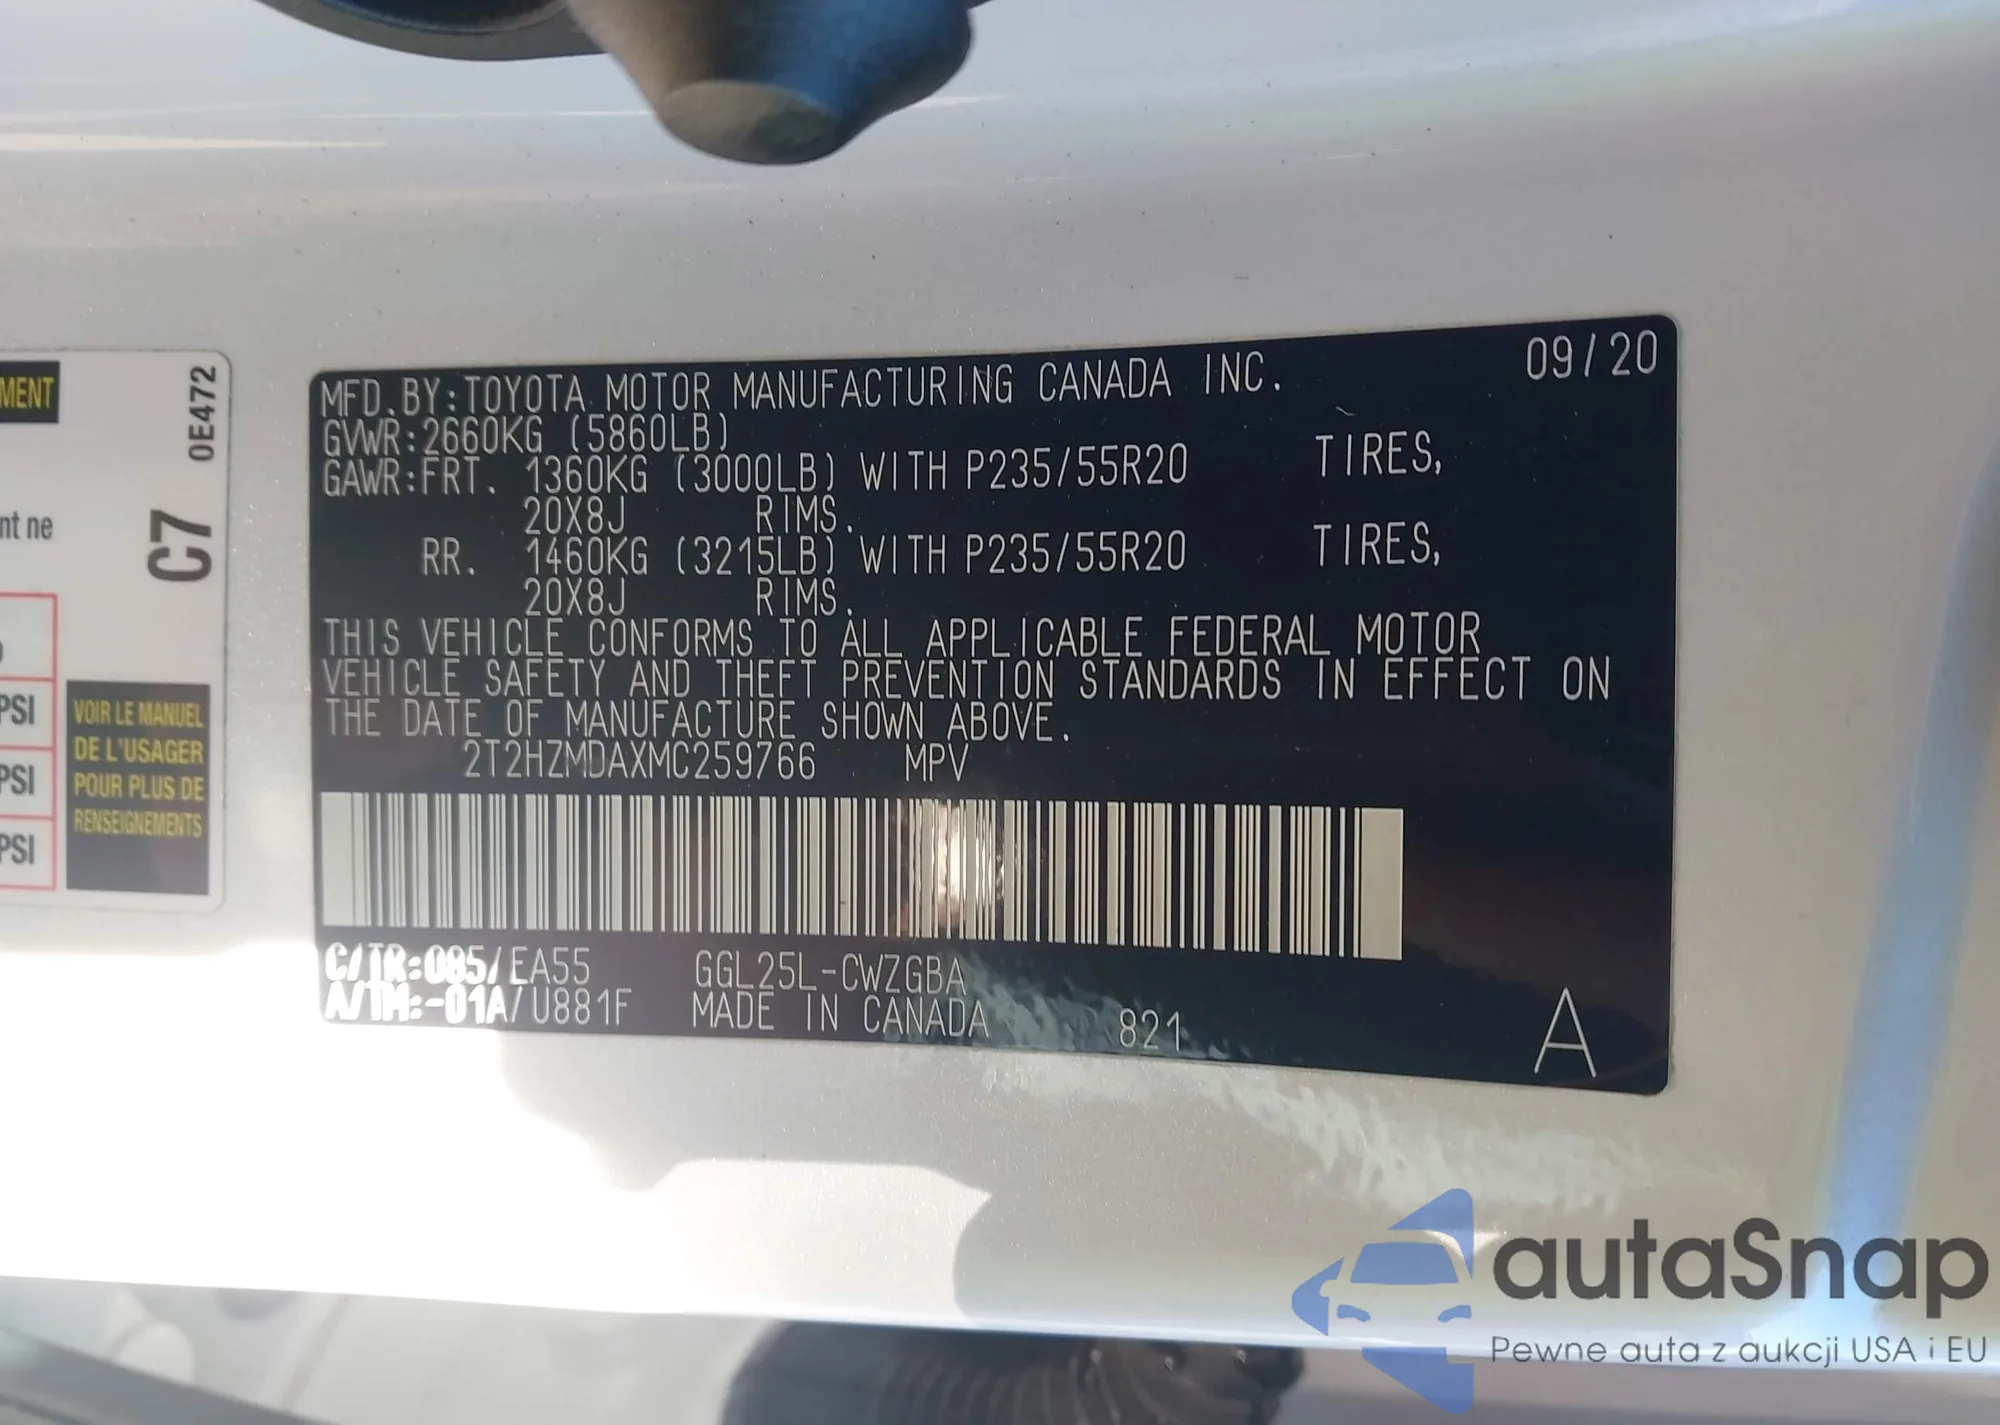 MENT
0E472
C7
nt ne
PSI
PSI
PSI
VOIR LE MANUEL
DE L'USAGER
POUR PLUS DE
RENSEIGNEMENTS
MFD.BY:TOYOTA MOTOR MANUFACTURING CANADA INC. 09/20
GVWR:2660KG (5860LB)
GAWR:FRT. 1360KG (3000LB) WITH P235/55R20 TIRES,
20X8J RIMS.
RR. 1460KG (3215LB) WITH P235/55R20 TIRES,
20X8J RIMS.
THIS VEHICLE CONFORMS TO ALL APPLICABLE FEDERAL MOTOR
VEHICLE SAFETY AND THEFT PREVENTION STANDARDS IN EFFECT ON
THE DATE OF MANUFACTURE SHOWN ABOVE.
2T2HZMDAXMC259766 MPV
C/TR:085/EA55 GGL25L-CWZGBA
A/TM:-01A/U881F MADE IN CANADA 821 A
autaSnap
Pewne auta z aukcji USA i EU